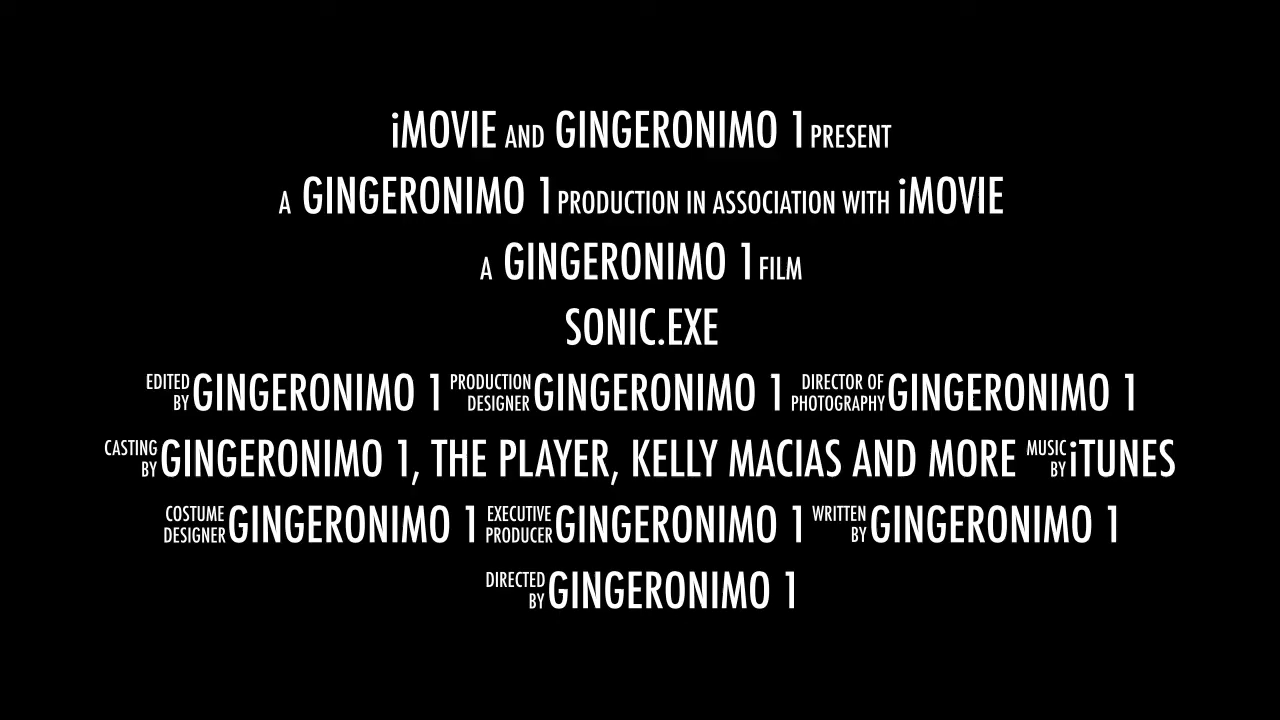 iMOVIE AND GINGERONIMO 1 PRESENT
A GINGERONIMO 1 PRODUCTION IN ASSOCIATION WITH iMOVIE
A GINGERONIMO 1 FILM
SONIC.EXE
EDITED BY GINGERONIMO 1 PRODUCTION DESIGNER GINGERONIMO 1 DIRECTOR OF PHOTOGRAPHY GINGERONIMO 1
CASTING BY GINGERONIMO 1, THE PLAYER, KELLY MACIAS AND MORE MUSIC BY iTUNES
COSTUME DESIGNER GINGERONIMO 1 EXECUTIVE PRODUCER GINGERONIMO 1 WRITTEN BY GINGERONIMO 1
DIRECTED BY GINGERONIMO 1